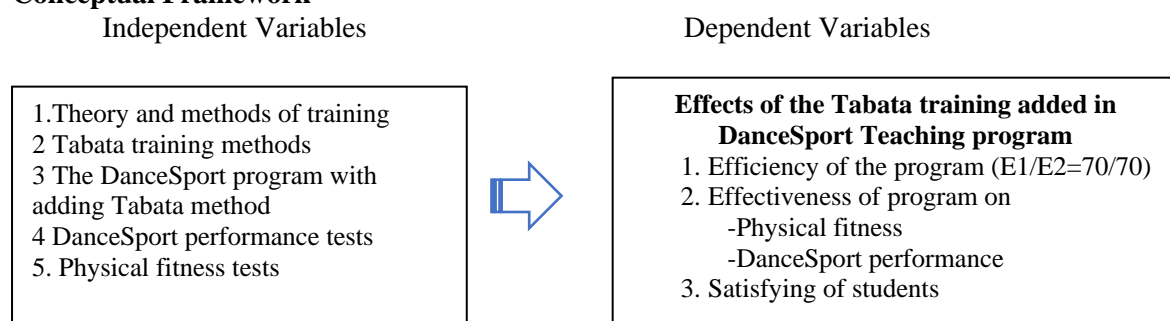 Conceptual Framework
Independent Variables
Dependent Variables
1.Theory and methods of training
2 Tabata training methods
3 The DanceSport program with
adding Tabata method
4 DanceSport performance tests
5. Physical fitness tests
Effects of the Tabata training added in
DanceSport Teaching program
1. Efficiency of the program (E1/E2=70/70)
2. Effectiveness of program on
-Physical fitness
-DanceSport performance
3. Satisfying of students